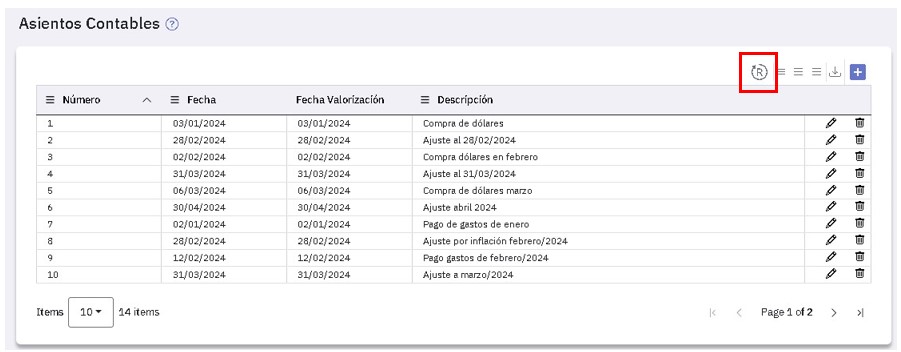 Asientos Contables ?
R
Número Fecha Fecha Valorización Descripción
1 03/01/2024 03/01/2024 Compra de dólares
2 28/02/2024 28/02/2024 Ajuste al 28/02/2024
3 02/02/2024 02/02/2024 Compra dólares en febrero
4 31/03/2024 31/03/2024 Ajuste al 31/03/2024
5 06/03/2024 06/03/2024 Compra de dólares marzo
6 30/04/2024 30/04/2024 Ajuste abril 2024
7 02/01/2024 02/01/2024 Pago de gastos de enero
8 28/02/2024 28/02/2024 Ajuste por inflación febrero/2024
9 12/02/2024 12/02/2024 Pago gastos de febrero/2024
10 31/03/2024 31/03/2024 Ajuste a marzo/2024
Items 10 14 items Page 1 of 2